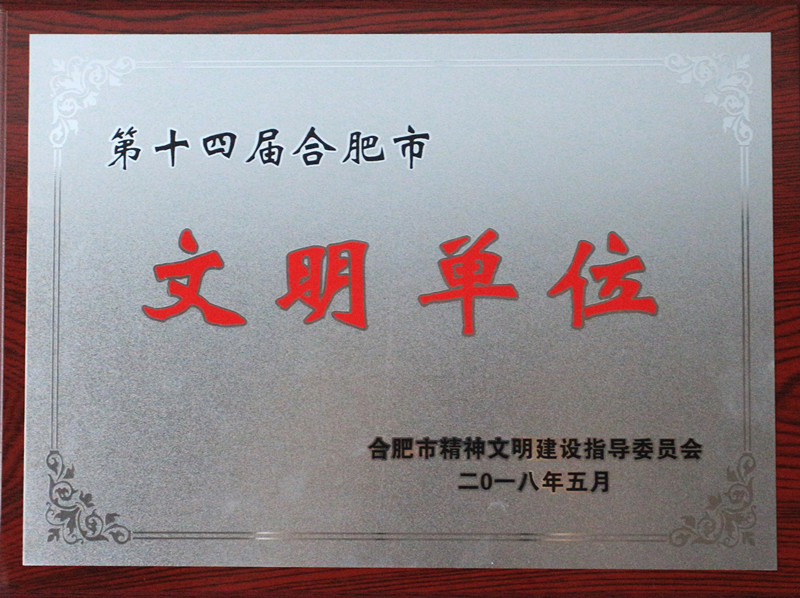 第十四届合肥市
文明单位
合肥市精神文明建设指导委员会
二0一八年五月